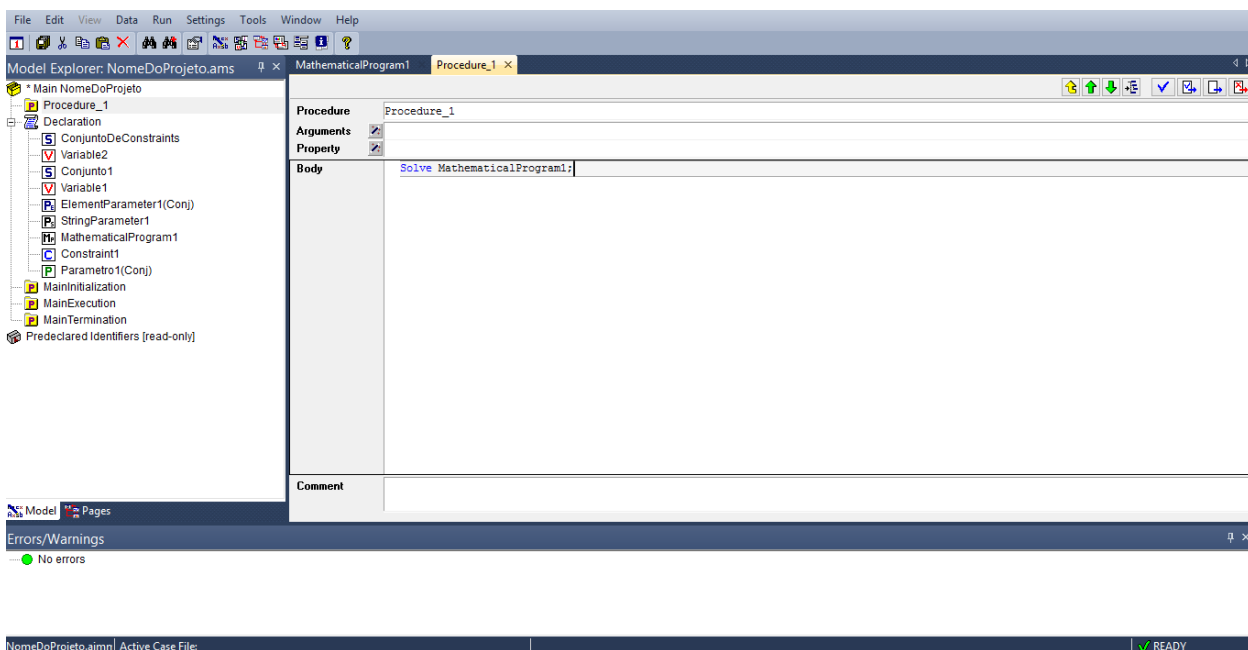 File Edit View Data Run Settings Tools Window Help
Model Explorer: NomeDoProjeto.ams
* Main NomeDoProjeto
Procedure_1
Declaration
ConjuntoDeConstraints
Variable2
Conjunto1
Variable1
ElementParameter1(Conj)
StringParameter1
MathematicalProgram1
Constraint1
Parametro1(Conj)
MainInitialization
MainExecution
MainTermination
Predeclared Identifiers [read-only]
Model Pages
MathematicalProgram1 Procedure_1
Procedure Procedure_1
Arguments
Property
Body Solve MathematicalProgram1;
Comment
Errors/Warnings
No errors
NomeDoProjeto.aimn Active Case File: READY